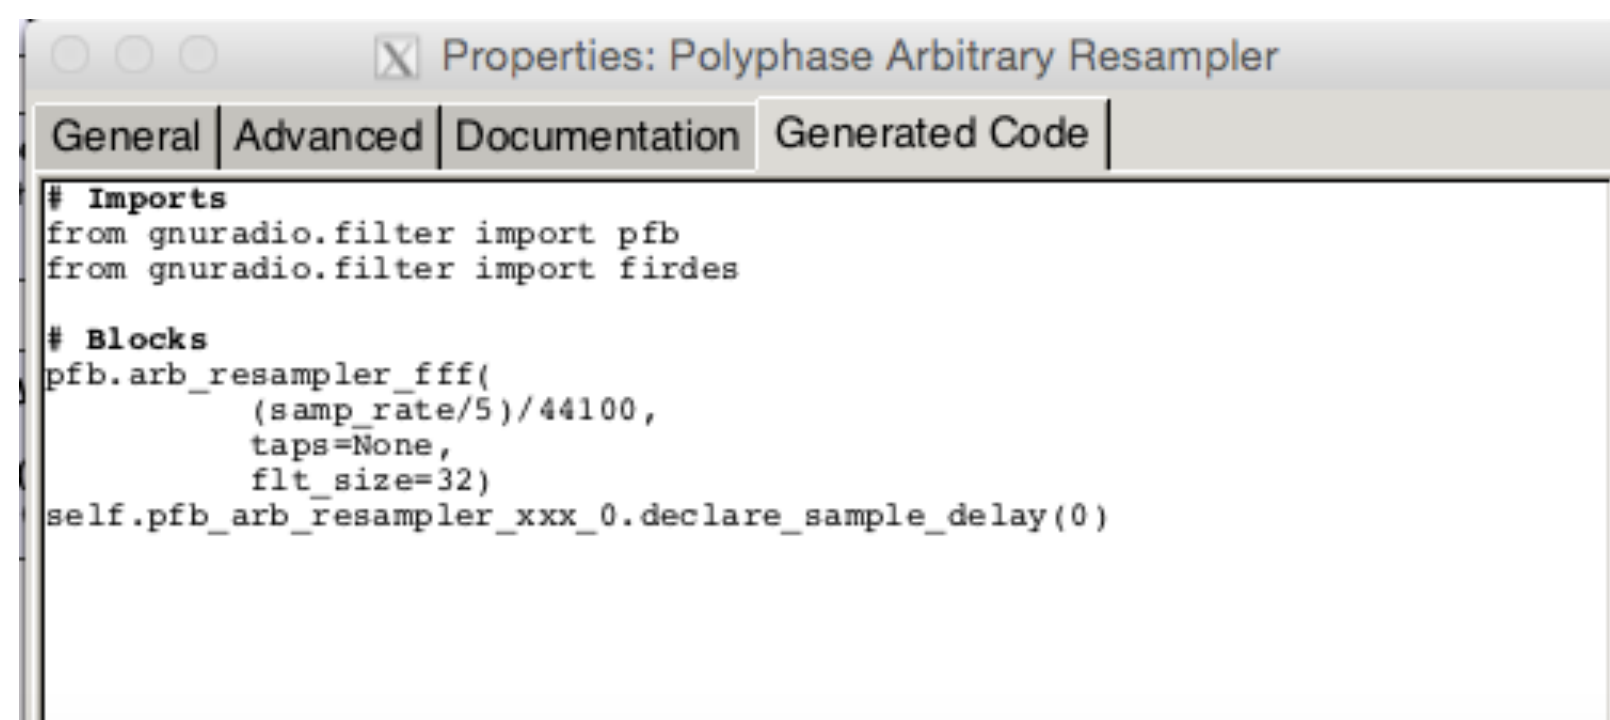 Properties: Polyphase Arbitrary Resampler
General Advanced Documentation Generated Code
# Imports
from gnuradio.filter import pfb
from gnuradio.filter import firdes
# Blocks
pfb.arb_resampler_fff(
(samp_rate/5)/44100,
taps=None,
flt_size=32)
self.pfb_arb_resampler_xxx_0.declare_sample_delay(0)